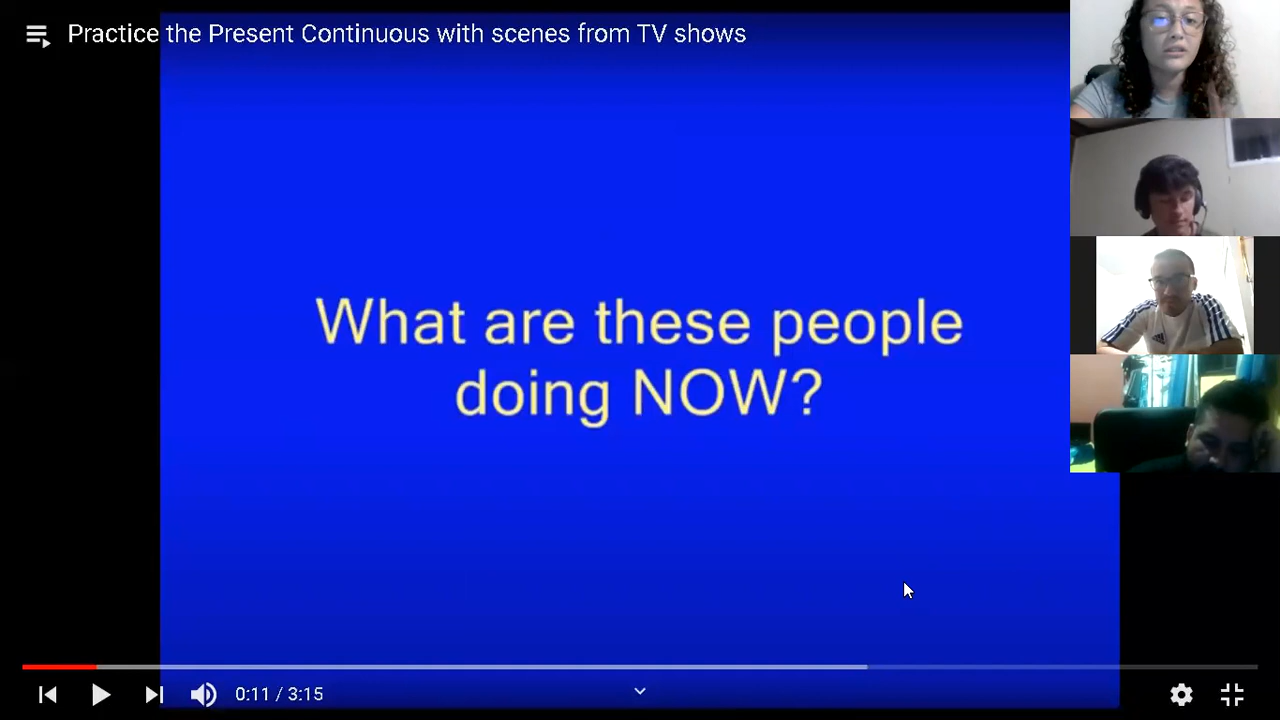 Practice the Present Continuous with scenes from TV shows
What are these people
doing NOW?
0:11 / 3:15